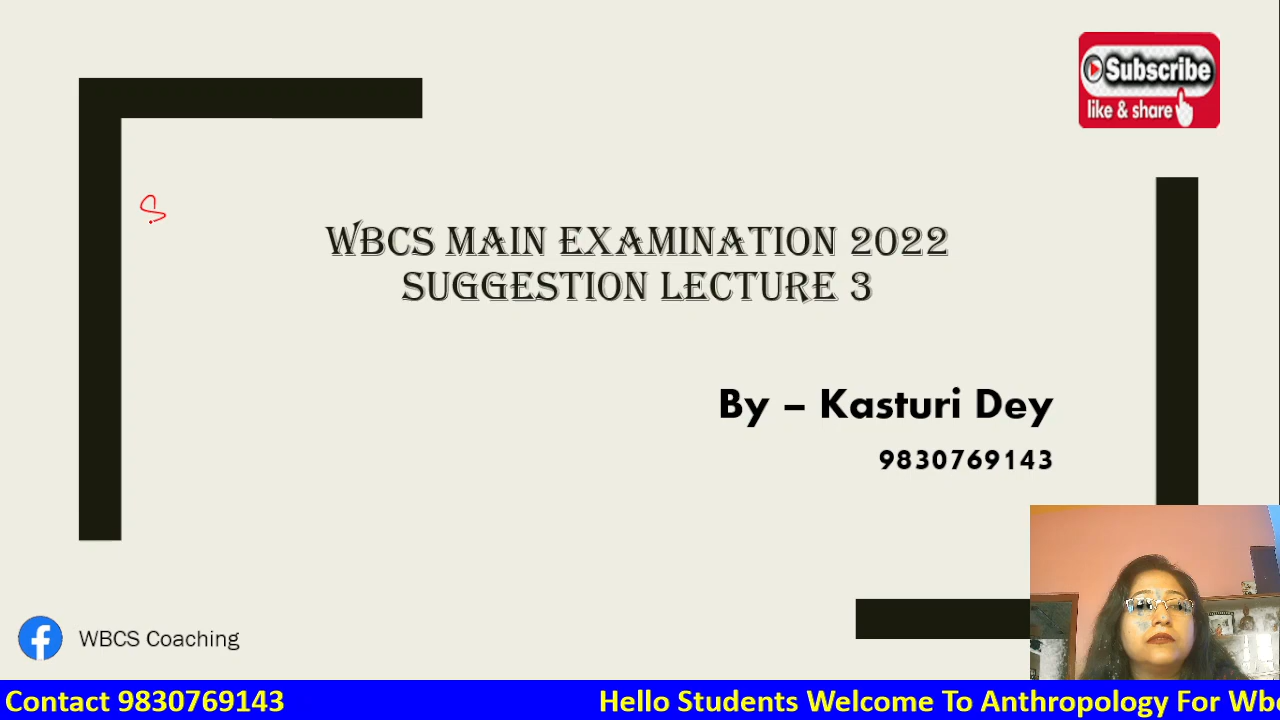 Subscribe
like & share
S
WBCS MAIN EXAMINATION 2022
SUGGESTION LECTURE 3
By – Kasturi Dey
9830769143
WBCS Coaching
Contact 9830769143
Hello Students Welcome To Anthropology For Wbc